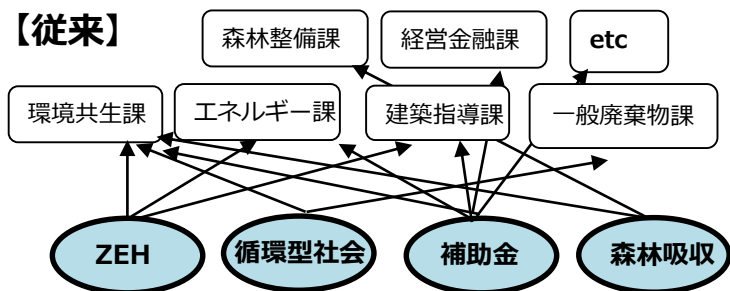 【従来】
森林整備課
経営金融課
etc
環境共生課
エネルギー課
建築指導課
一般廃棄物課
ZEH
循環型社会
補助金
森林吸収